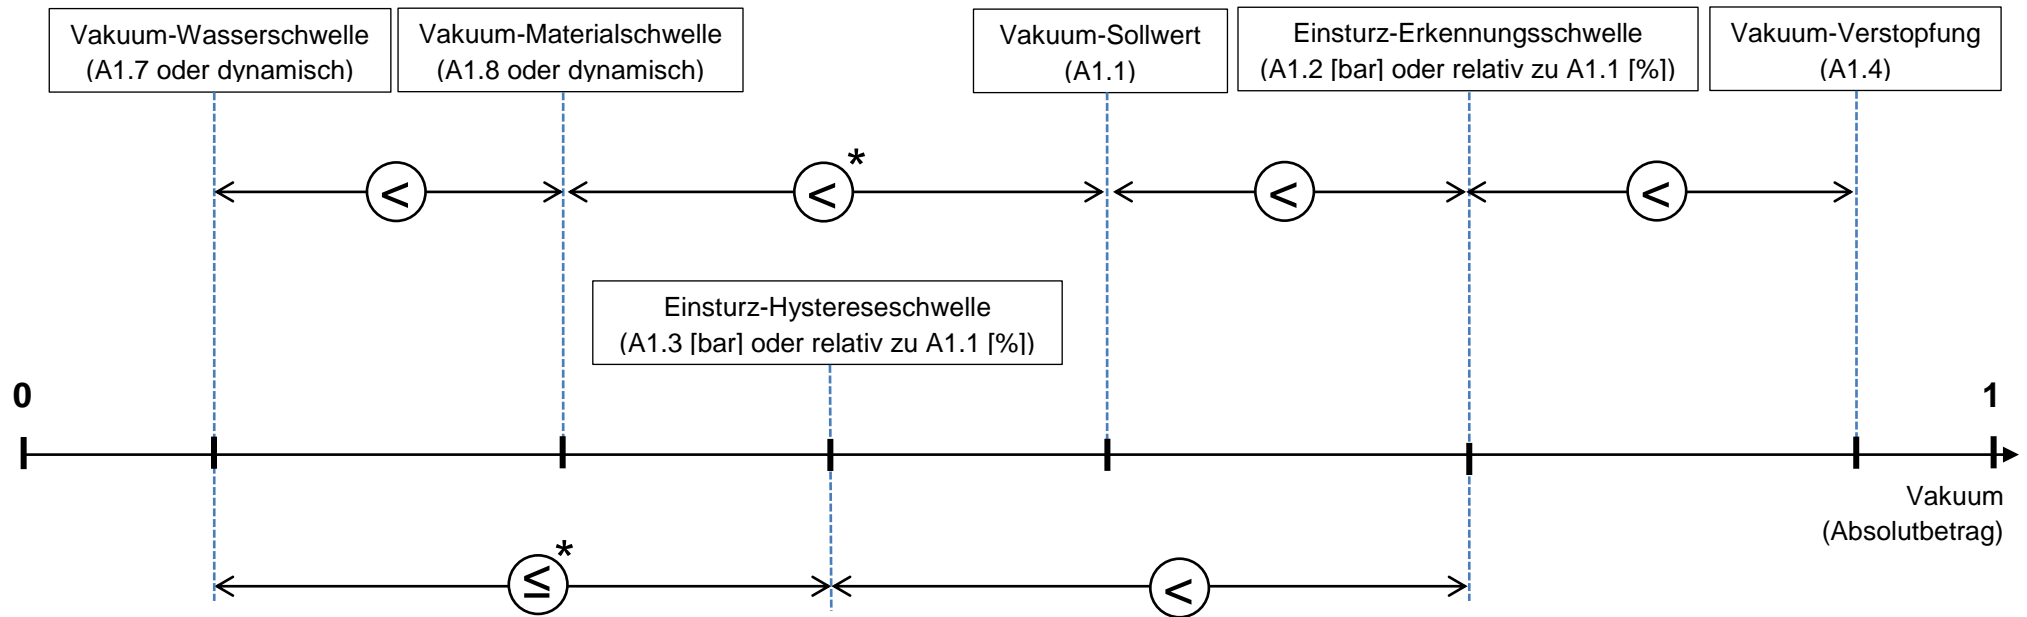 Vakuum-Wasserschwelle
(A1.7 oder dynamisch)
Vakuum-Materialschwelle
(A1.8 oder dynamisch)
Vakuum-Sollwert
(A1.1)
Einsturz-Erkennungsschwelle
(A1.2 [bar] oder relativ zu A1.1 [%])
Vakuum-Verstopfung
(A1.4)
<
<*
<
<
Einsturz-Hystereseschwelle
(A1.3 [bar] oder relativ zu A1.1 [%])
0
1
Vakuum
(Absolutbetrag)
≤*
<